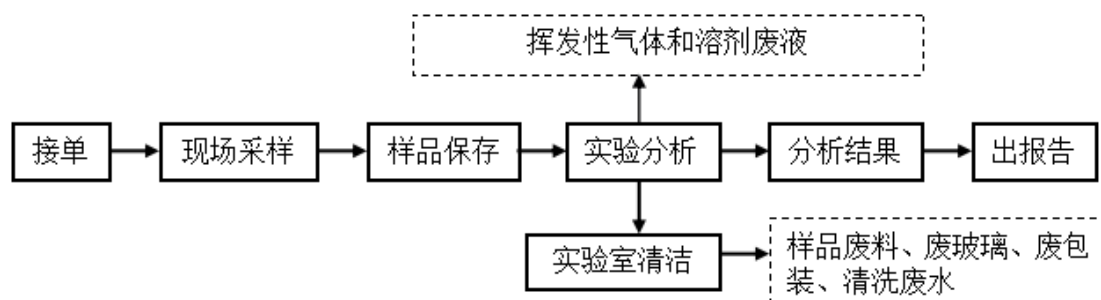 挥发性气体和溶剂废液
接单
现场采样
样品保存
实验分析
分析结果
出报告
实验室清洁
样品废料、废玻璃、废包
装、清洗废水